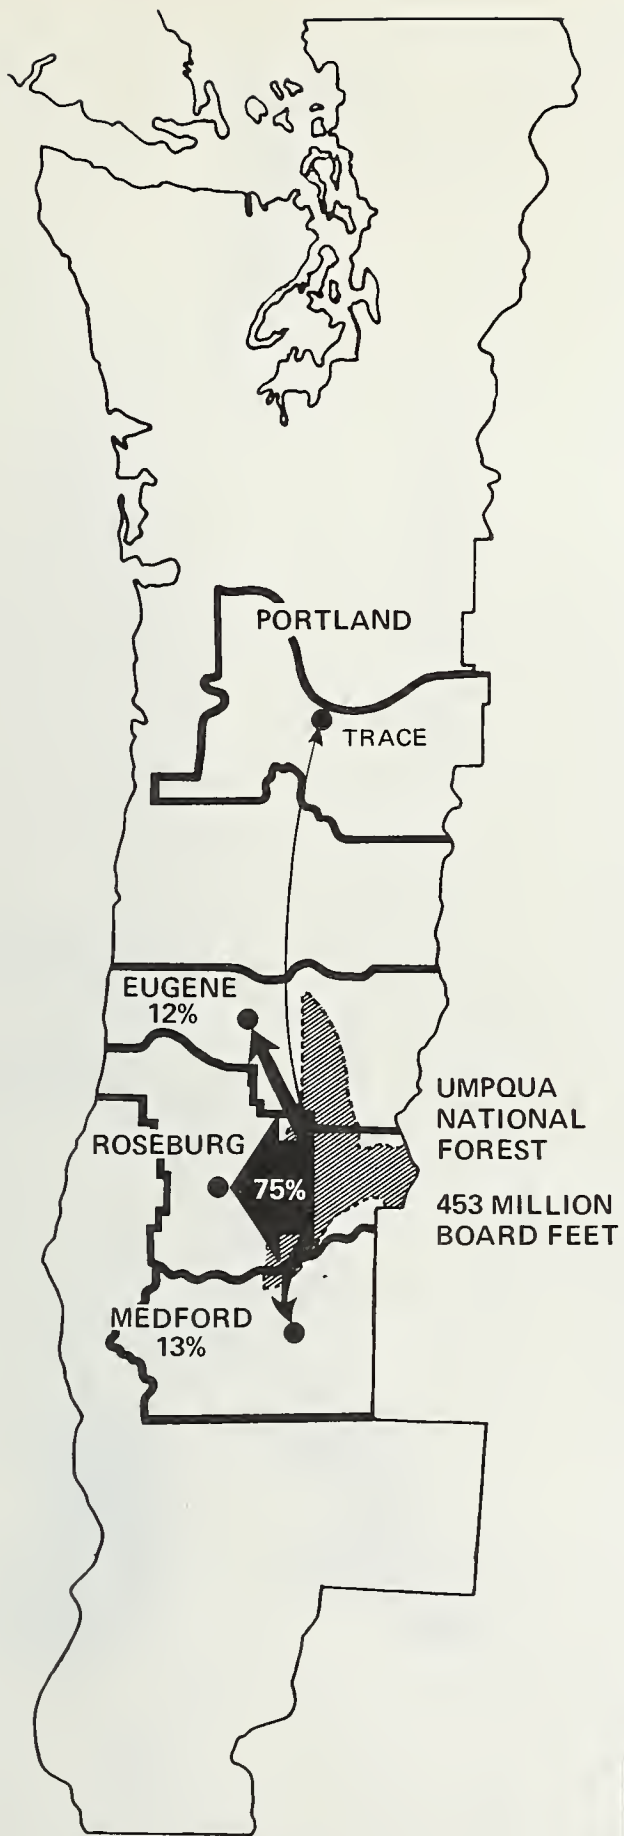 PORTLAND
TRACE
EUGENE
12%
UMPQUA
NATIONAL
FOREST
453 MILLION
BOARD FEET
ROSEBURG
75%
MEDFORD
13%